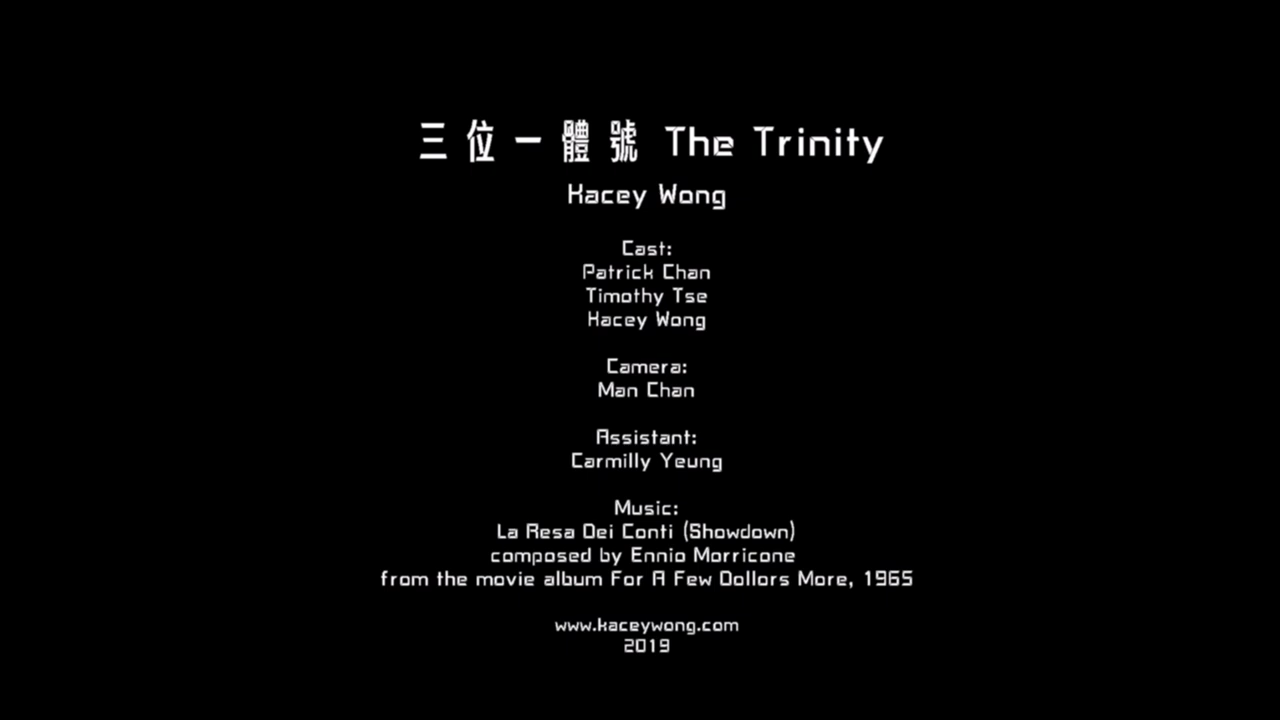 三位一體號 The Trinity
Kacey Wong
Cast:
Patrick Chan
Timothy Tse
Kacey Wong
Camera:
Man Chan
Assistant:
Carmilly Yeung
Music:
La Resa Dei Conti (Showdown)
composed by Ennio Morricone
from the movie album For A Few Dollors More, 1965
www.kaceywong.com
2019